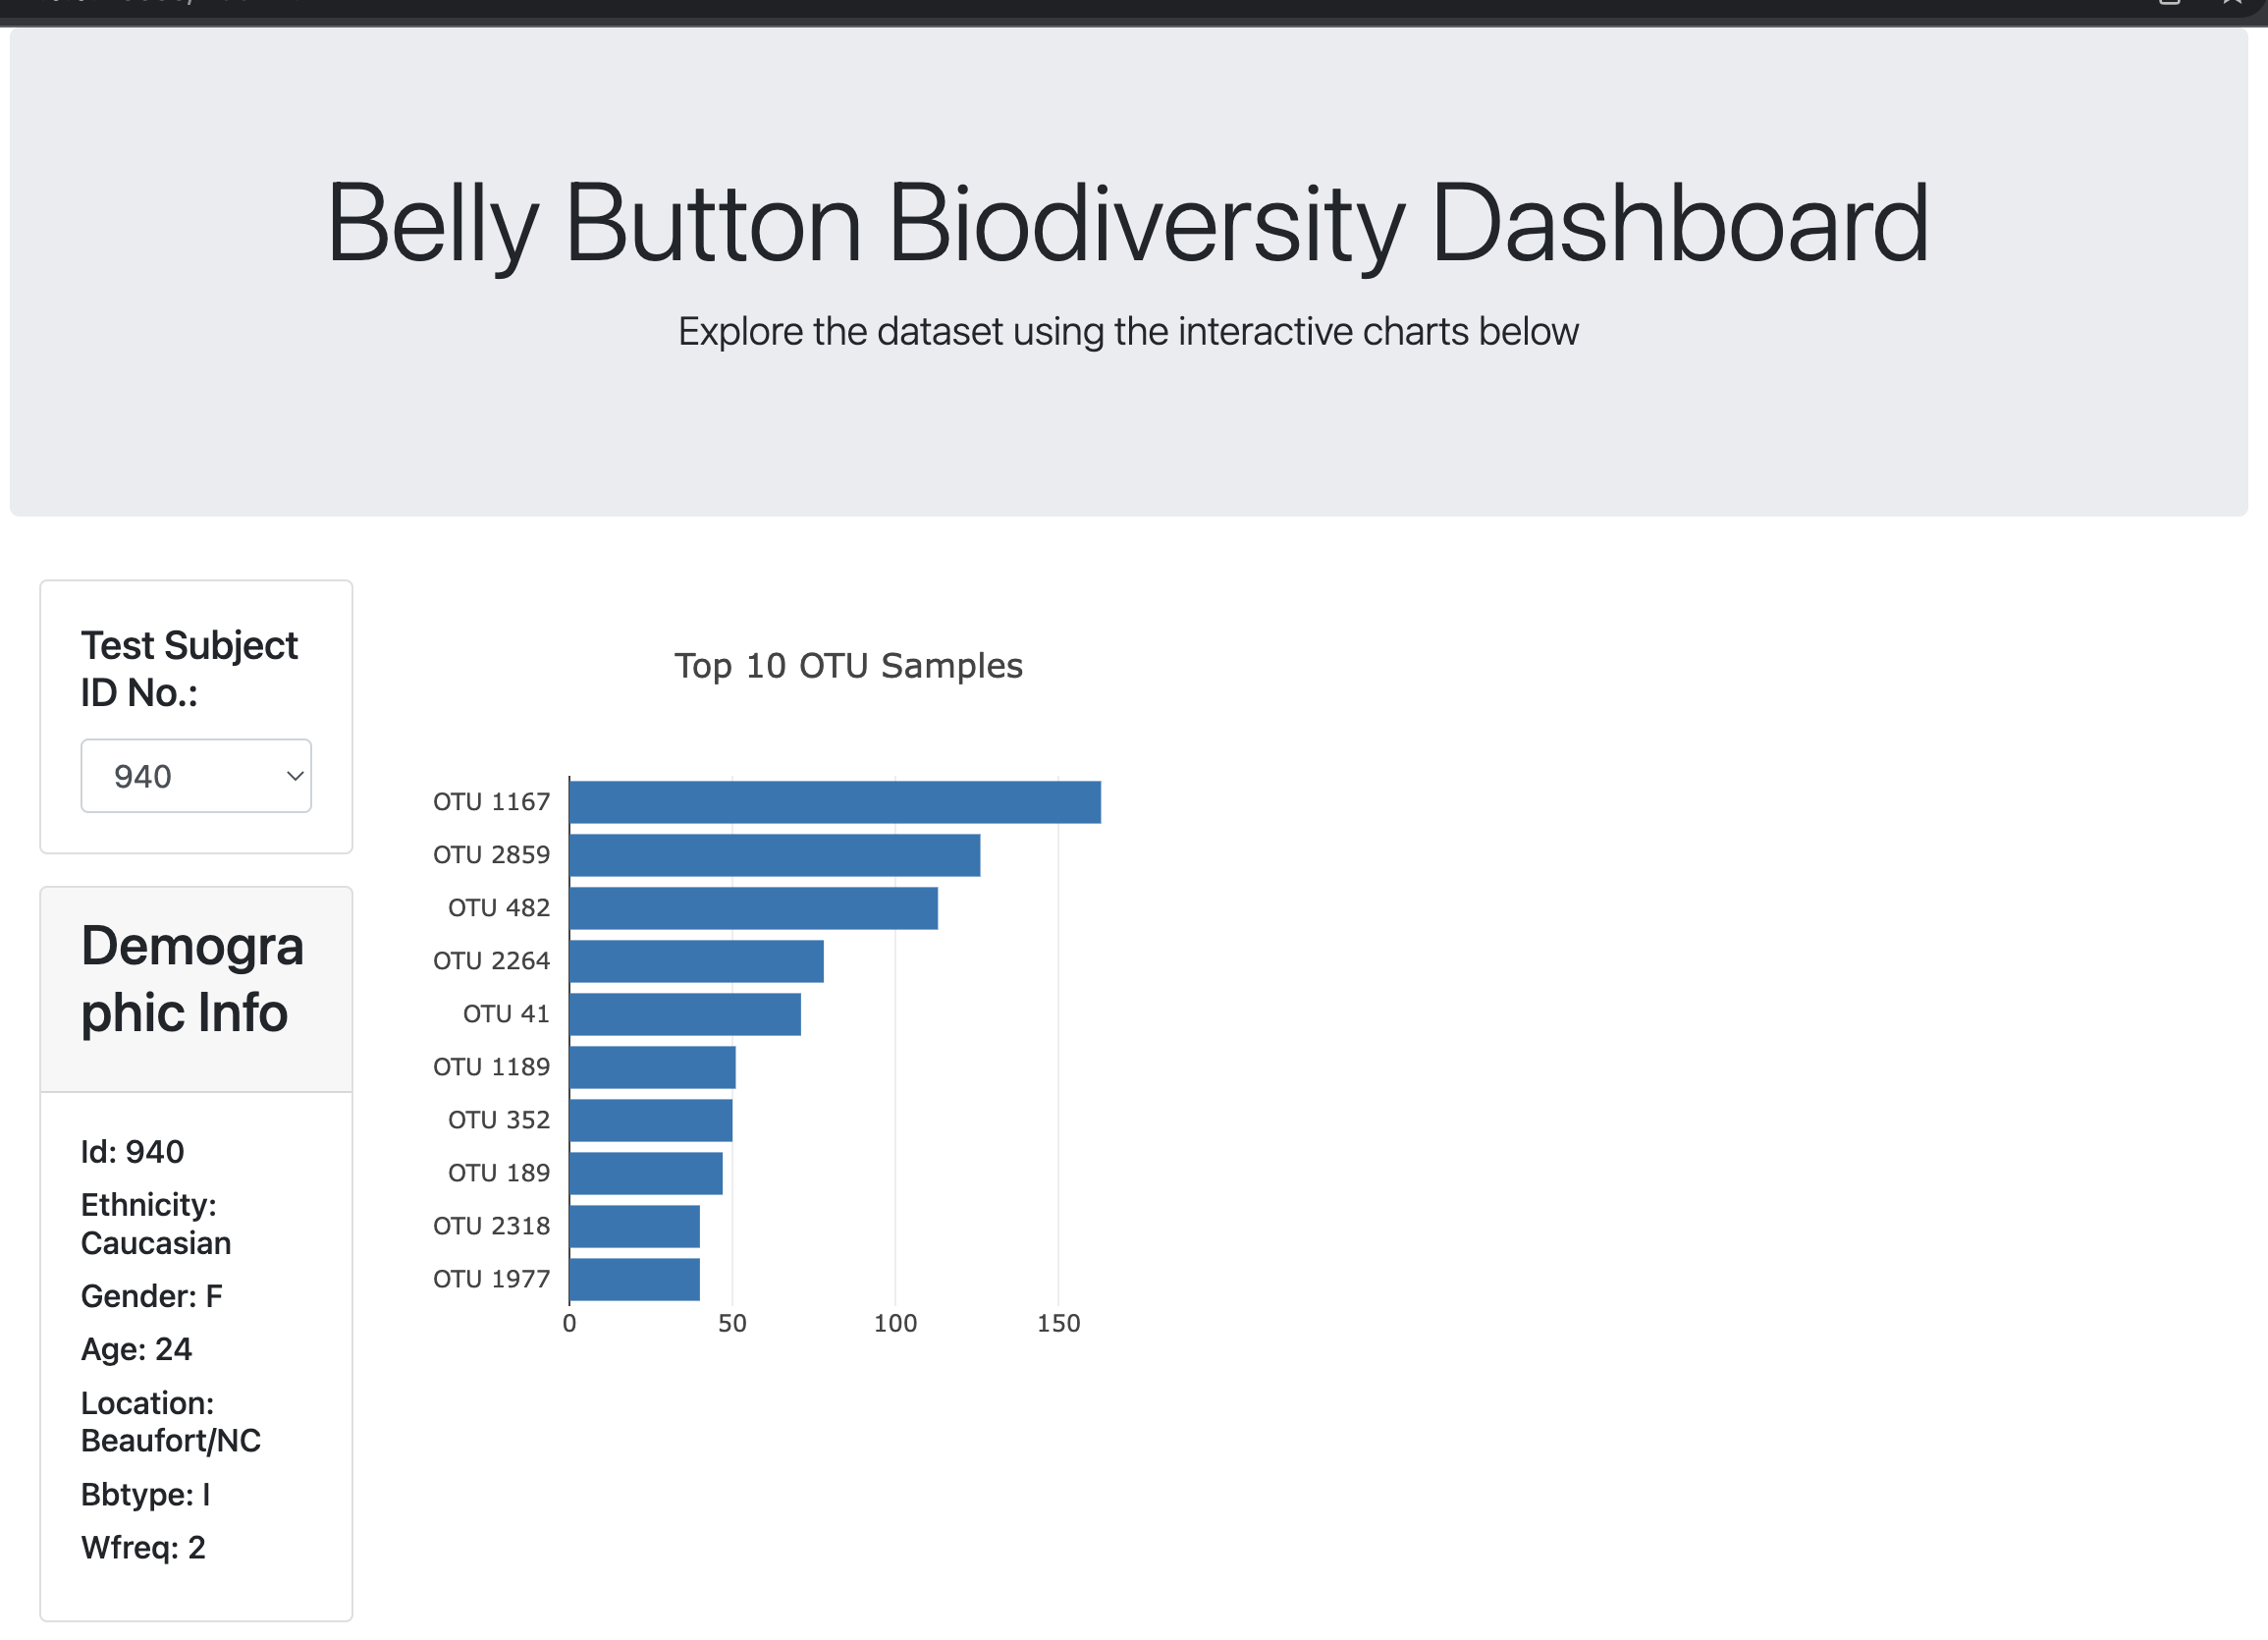 Belly Button Biodiversity Dashboard
Explore the dataset using the interactive charts below
Test Subject
ID No.:
940
Demogra
phic Info
Id: 940
Ethnicity:
Caucasian
Gender: F
Age: 24
Location:
Beaufort/NC
Bbtype: I
Wfreq: 2
Top 10 OTU Samples
OTU 1167
OTU 2859
OTU 482
OTU 2264
OTU 41
OTU 1189
OTU 352
OTU 189
OTU 2318
OTU 1977
0 50 100 150